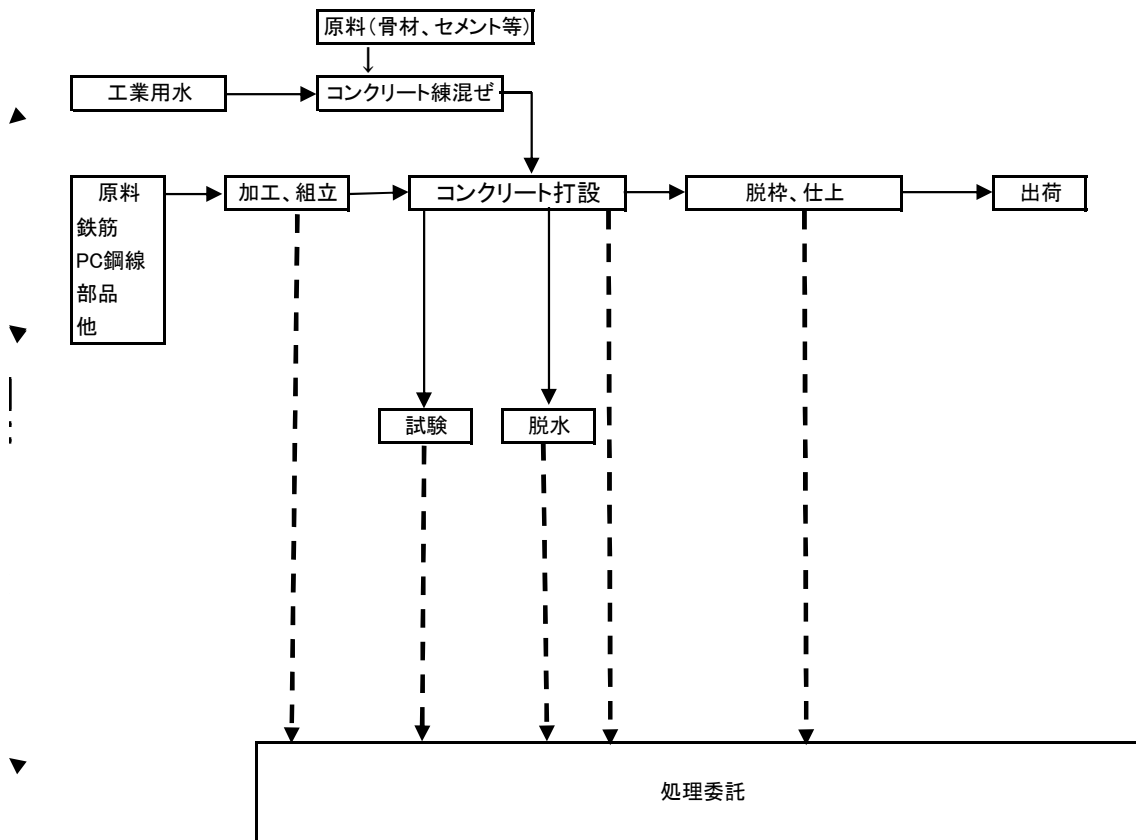 原料(骨材、セメント等)
工業用水
コンクリート練混ぜ
原料
鉄筋
PC鋼線
部品
他
加工、組立
コンクリート打設
脱枠、仕上
出荷
試験
脱水
処理委託